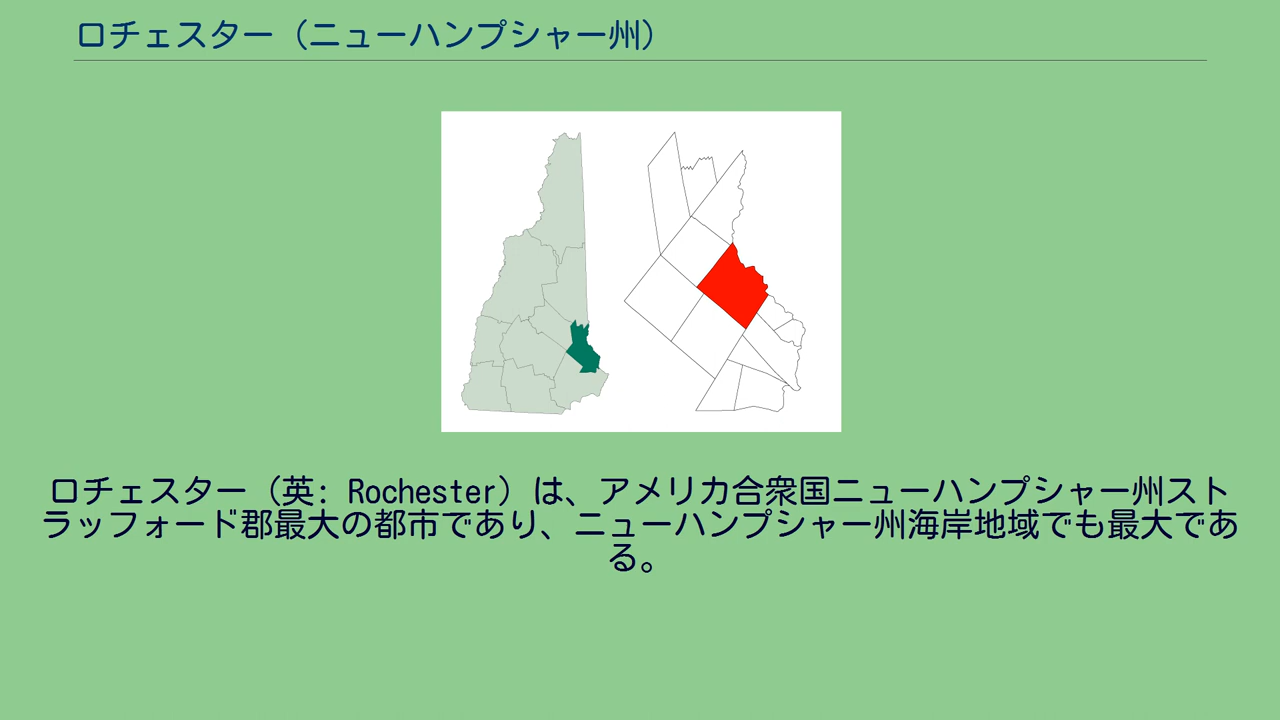 ロチェスター（ニューハンプシャー州）
ロチェスター（英: Rochester）は、アメリカ合衆国ニューハンプシャー州スト
ラッフォード郡最大の都市であり、ニューハンプシャー州海岸地域でも最大であ
る。